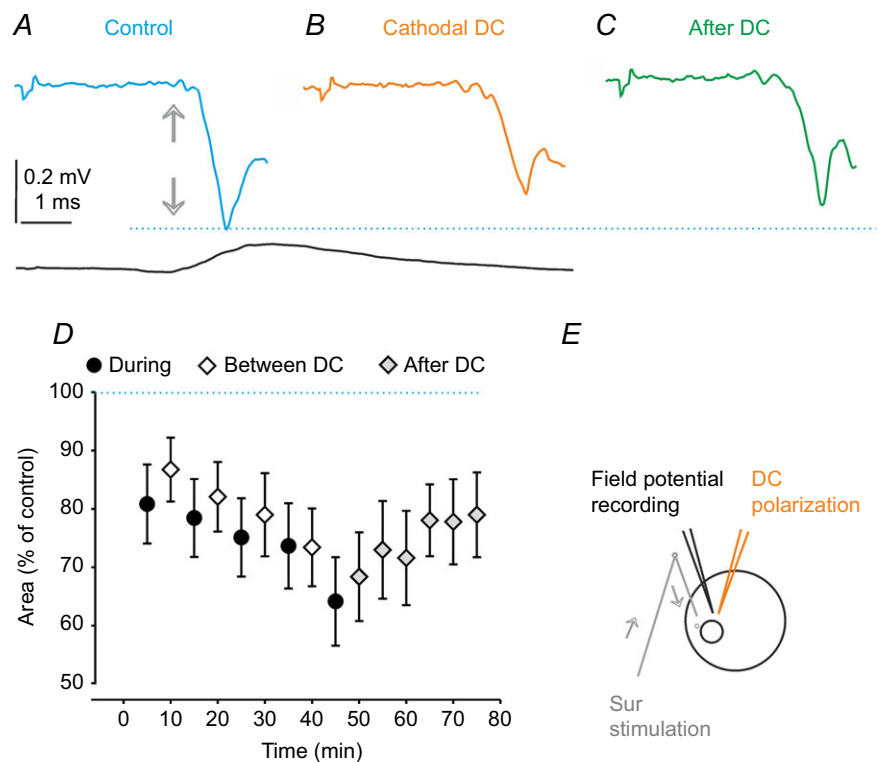 A Control
B Cathodal DC
C After DC
0.2 mV
1 ms
D
During Between DC After DC
100
90
80
70
60
50
Area (% of control)
0 10 20 30 40 50 60 70 80
Time (min)
E
Field potential
recording
DC
polarization
Sur
stimulation